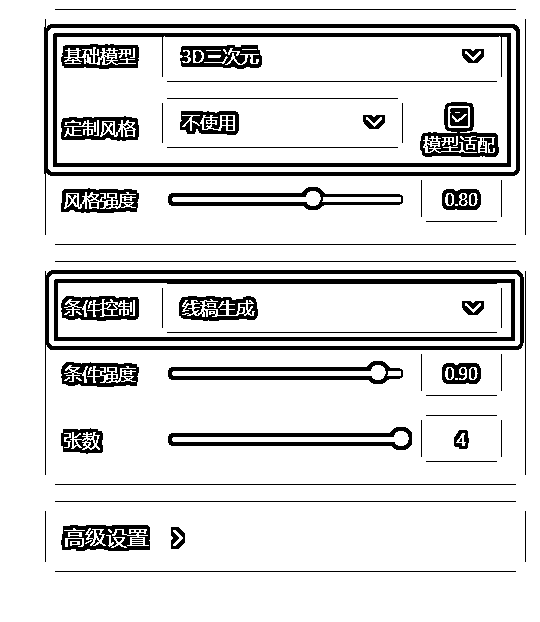 基础模型 3D二次元
定制风格 不使用
模型适配
风格强度 0.80
条件控制 线稿生成
条件强度 0.90
张数 4
高级设置